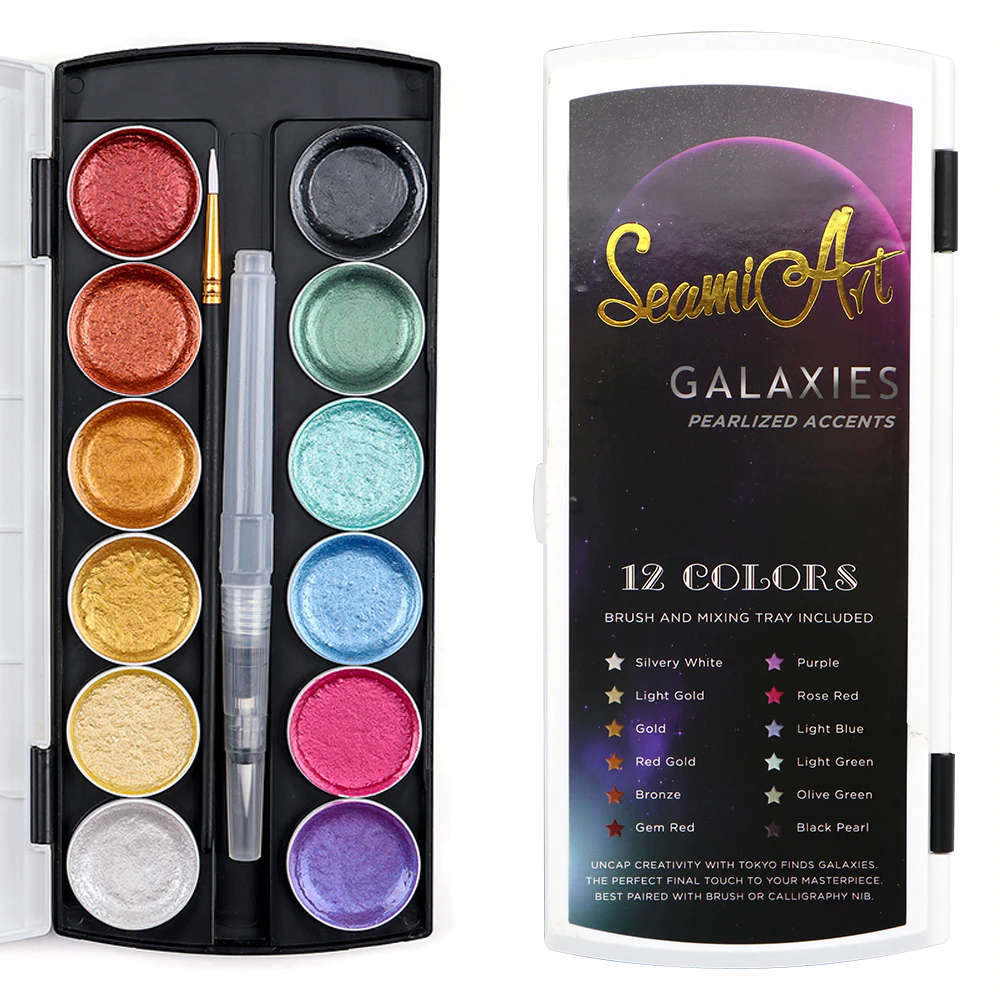 SeamiArt
GALAXIES
PEARLIZED ACCENTS
12 COLORS
BRUSH AND MIXING TRAY INCLUDED
Silvery White
Light Gold
Gold
Red Gold
Bronze
Gem Red
Purple
Rose Red
Light Blue
Light Green
Olive Green
Black Pearl
UNCAP CREATIVITY WITH TOKYO FINDS GALAXIES.
THE PERFECT FINAL TOUCH TO YOUR MASTERPIECE.
BEST PAIRED WITH BRUSH OR CALLIGRAPHY NIB.